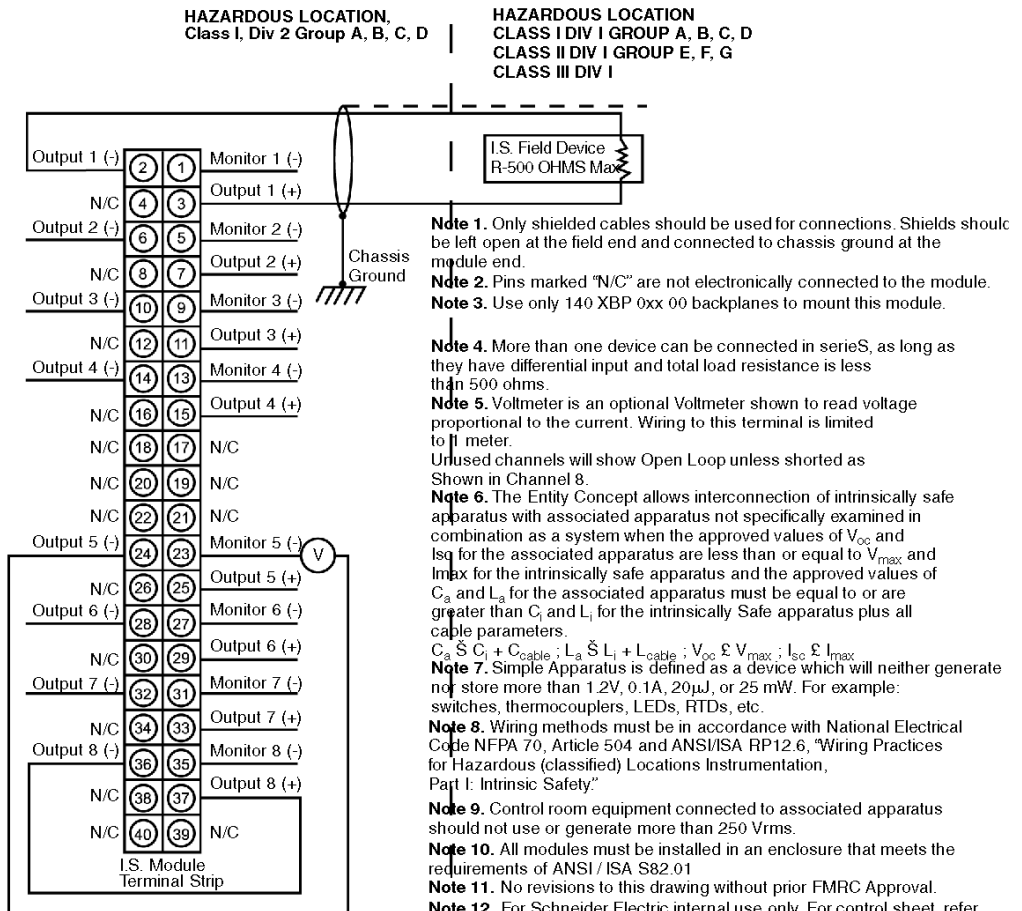 HAZARDOUS LOCATION,
Class I, Div 2 Group A, B, C, D
HAZARDOUS LOCATION
CLASS I DIV I GROUP A, B, C, D
CLASS II DIV I GROUP E, F, G
CLASS III DIV I
I.S. Field Device
R-500 OHMS Max
Output 1 (-) 2 1 Monitor 1 (-)
N/C 4 3 Output 1 (+)
Output 2 (-) 6 5 Monitor 2 (-)
N/C 8 7 Output 2 (+)
Output 3 (-) 10 9 Monitor 3 (-)
N/C 12 11 Output 3 (+)
Output 4 (-) 14 13 Monitor 4 (-)
N/C 16 15 Output 4 (+)
N/C 18 17 N/C
N/C 20 19 N/C
N/C 22 21 N/C
Output 5 (-) 24 23 Monitor 5 (-) V
N/C 26 25 Output 5 (+)
Output 6 (-) 28 27 Monitor 6 (-)
N/C 30 29 Output 6 (+)
Output 7 (-) 32 31 Monitor 7 (-)
N/C 34 33 Output 7 (+)
Output 8 (-) 36 35 Monitor 8 (-)
N/C 38 37 Output 8 (+)
N/C 40 39 N/C
I.S. Module
Terminal Strip
Chassis
Ground
Note 1. Only shielded cables should be used for connections. Shields should
be left open at the field end and connected to chassis ground at the
module end.
Note 2. Pins marked "N/C" are not electronically connected to the module.
Note 3. Use only 140 XBP 0xx 00 backplanes to mount this module.
Note 4. More than one device can be connected in serieS, as long as
they have differential input and total load resistance is less
than 500 ohms.
Note 5. Voltmeter is an optional Voltmeter shown to read voltage
proportional to the current. Wiring to this terminal is limited
to 1 meter.
Unused channels will show Open Loop unless shorted as
Shown in Channel 8.
Note 6. The Entity Concept allows interconnection of intrinsically safe
apparatus with associated apparatus not specifically examined in
combination as a system when the approved values of Voc and
Isc for the associated apparatus are less than or equal to Vmax and
Imax for the intrinsically safe apparatus and the approved values of
Ca and La for the associated apparatus must be equal to or are
greater than Ci and Li for the intrinsically Safe apparatus plus all
cable parameters.
Ca Š Ci + Ccable ; La Š Li + Lcable ; Voc £ Vmax ; Isc £ Imax
Note 7. Simple Apparatus is defined as a device which will neither generate
nor store more than 1.2V, 0.1A, 20µJ, or 25 mW. For example:
switches, thermocouplers, LEDs, RTDs, etc.
Note 8. Wiring methods must be in accordance with National Electrical
Code NFPA 70, Article 504 and ANSI/ISA RP12.6, "Wiring Practices
for Hazardous (classified) Locations Instrumentation,
Part I: Intrinsic Safety."
Note 9. Control room equipment connected to associated apparatus
should not use or generate more than 250 Vrms.
Note 10. All modules must be installed in an enclosure that meets the
requirements of ANSI / ISA S82.01
Note 11. No revisions to this drawing without prior FMRC Approval.
Note 12. For Schneider Electric internal use only. For control sheet, refer